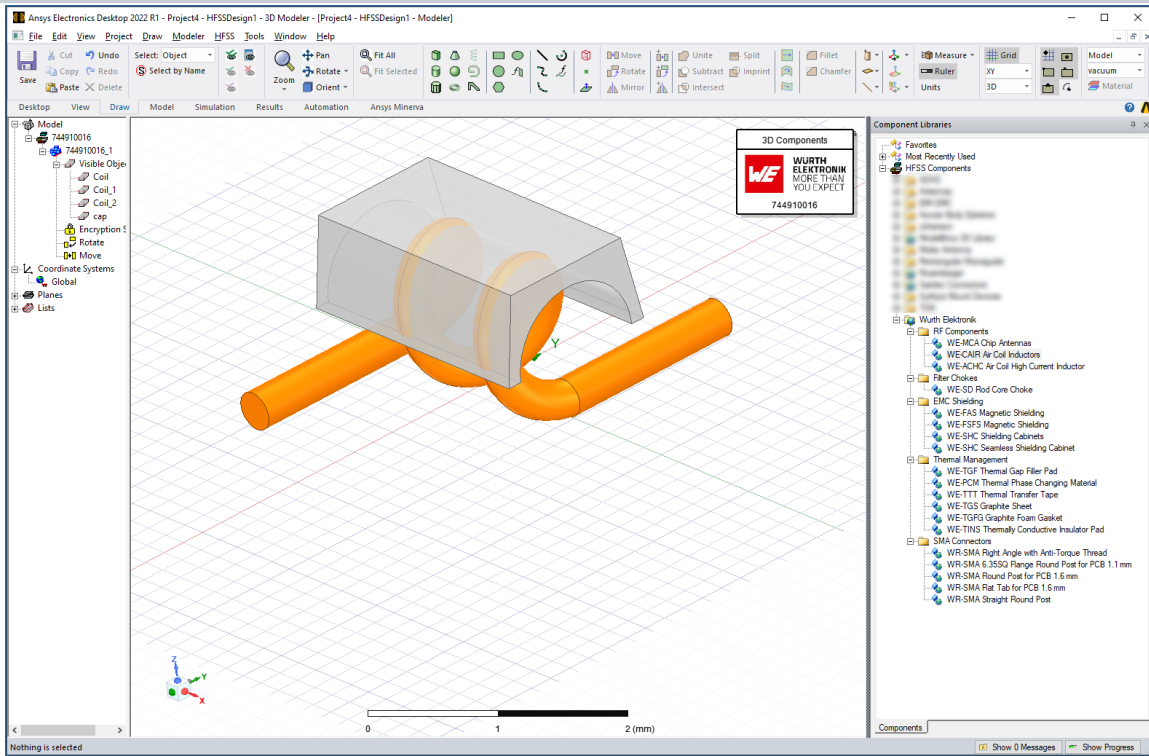 Ansys Electronics Desktop 2022 R1 - Project4 - HFSSDesign1 - 3D Modeler - [Project4 - HFSSDesign1 - Modeler]
File Edit View Project Draw Modeler HFSS Tools Window Help
Save
Cut
Copy
Paste
Undo
Redo
Delete
Select: Object
Select by Name
Zoom
Pan
Rotate
Orient
Fit All
Fit Selected
Move
Rotate
Mirror
Unite
Subtract
Intersect
Split
Imprint
Fillet
Chamfer
Measure
Ruler
Units
Grid
XY
3D
Model
vacuum
Material
Desktop View Draw Model Simulation Results Automation Ansys Minerva
Model
744910016
744910016_1
Visible Obje
Coil
Coil_1
Coil_2
cap
Encryption S
Rotate
Move
Coordinate Systems
Global
Planes
Lists
3D Components
WE
WURTH
ELEKTRONIK
MORE THAN
YOU EXPECT
744910016
Y
Z
Y
X
0 1 2 (mm)
Component Libraries
Favorites
Most Recently Used
HFSS Components
Wurth Elektronik
RF Components
WE-MCA Chip Antennas
WE-CAIR Air Coil Inductors
WE-ACHC Air Coil High Current Inductor
Filter Chokes
WE-SD Rod Core Choke
EMC Shielding
WE-FAS Magnetic Shielding
WE-FSFS Magnetic Shielding
WE-SHC Shielding Cabinets
WE-SHC Seamless Shielding Cabinet
Thermal Management
WE-TGF Thermal Gap Filler Pad
WE-PCM Thermal Phase Changing Material
WE-TTT Thermal Transfer Tape
WE-TGS Graphite Sheet
WE-TGFG Graphite Foam Gasket
WE-TINS Thermally Conductive Insulator Pad
SMA Connectors
WR-SMA Right Angle with Anti-Torque Thread
WR-SMA 6.35SQ Flange Round Post for PCB 1.1 mm
WR-SMA Round Post for PCB 1.6 mm
WR-SMA Flat Tab for PCB 1.6 mm
WR-SMA Straight Round Post
Components
Nothing is selected
Show 0 Messages
Show Progress